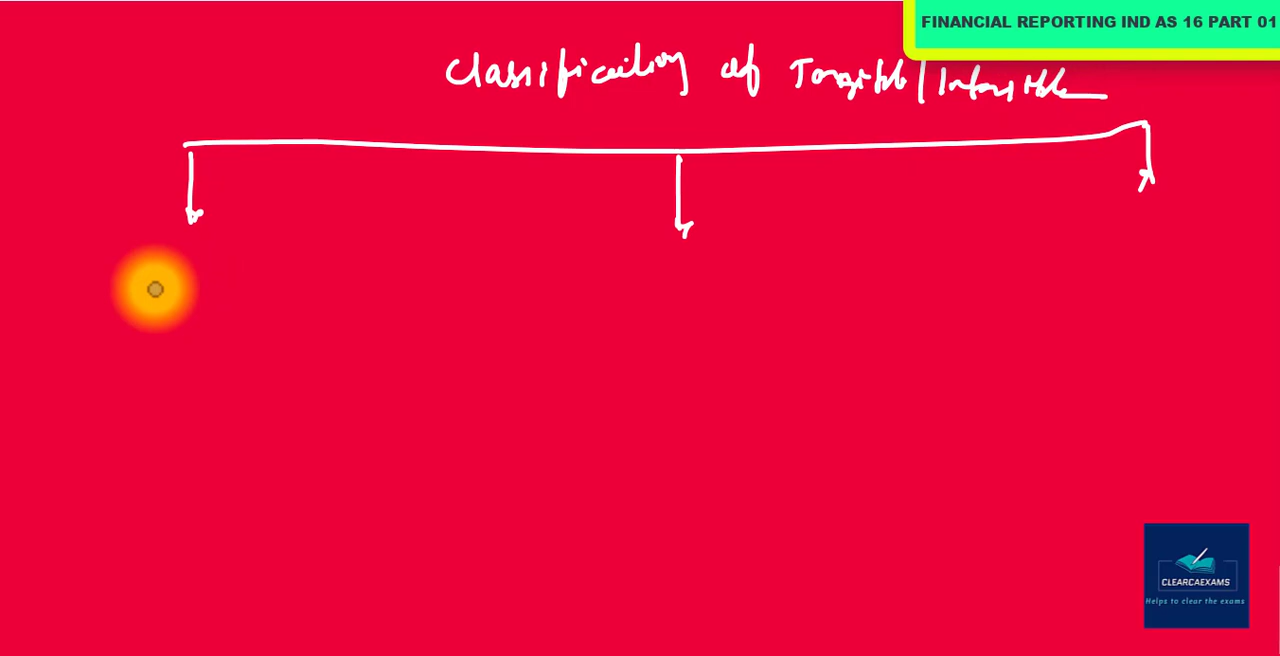 FINANCIAL REPORTING IND AS 16 PART 01
Classification of Tangible/Intangible
CLEARCAEXAMS
Helps to clear the exams